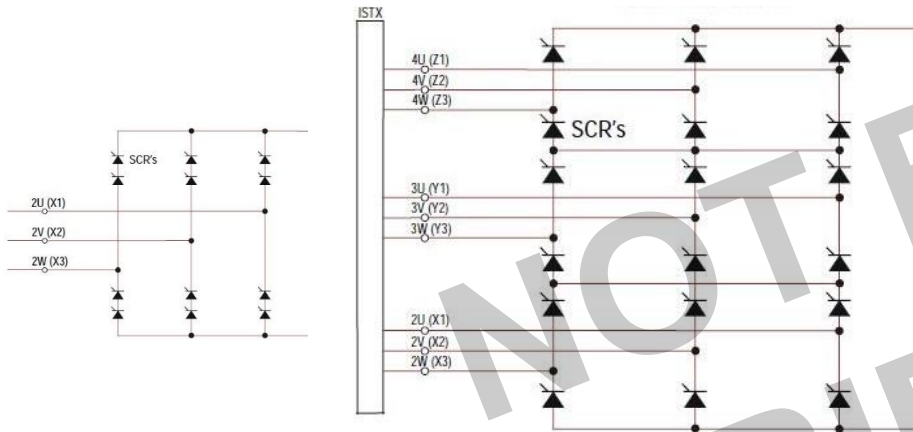 SCR's
2U (X1)
2V (X2)
2W (X3)
ISTX
4U (Z1)
4V (Z2)
4W (Z3)
SCR's
3U (Y1)
3V (Y2)
3W (Y3)
2U (X1)
2V (X2)
2W (X3)
NOT